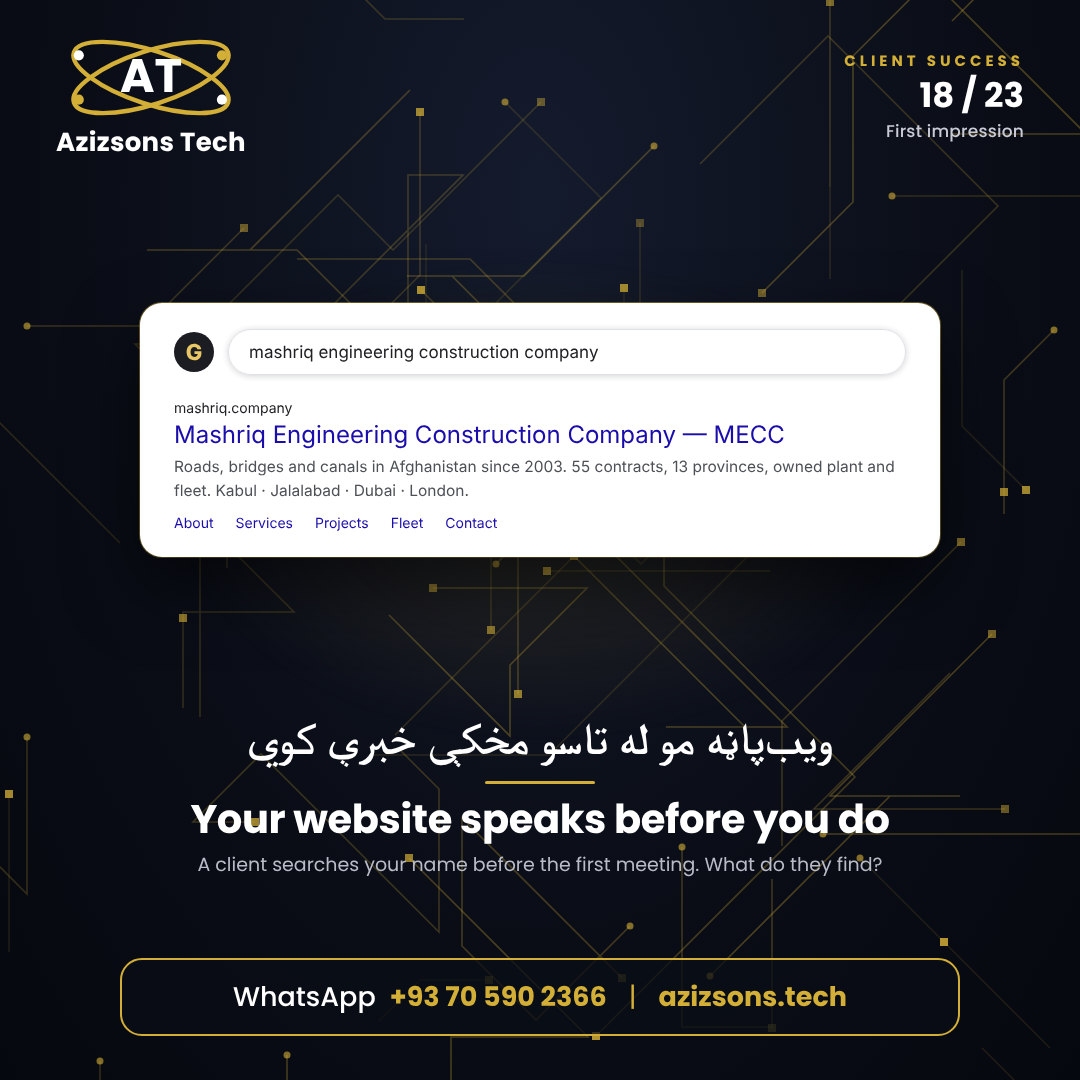 AT
Azizsons Tech
CLIENT SUCCESS
18 / 23
First impression
G
mashriq engineering construction company
mashriq.company
Mashriq Engineering Construction Company — MECC
Roads, bridges and canals in Afghanistan since 2003. 55 contracts, 13 provinces, owned plant and
fleet. Kabul · Jalalabad · Dubai · London.
About Services Projects Fleet Contact
ویب‌پاڼه مو له تاسو مخکې خبرې کوي
Your website speaks before you do
A client searches your name before the first meeting. What do they find?
WhatsApp +93 70 590 2366 | azizsons.tech